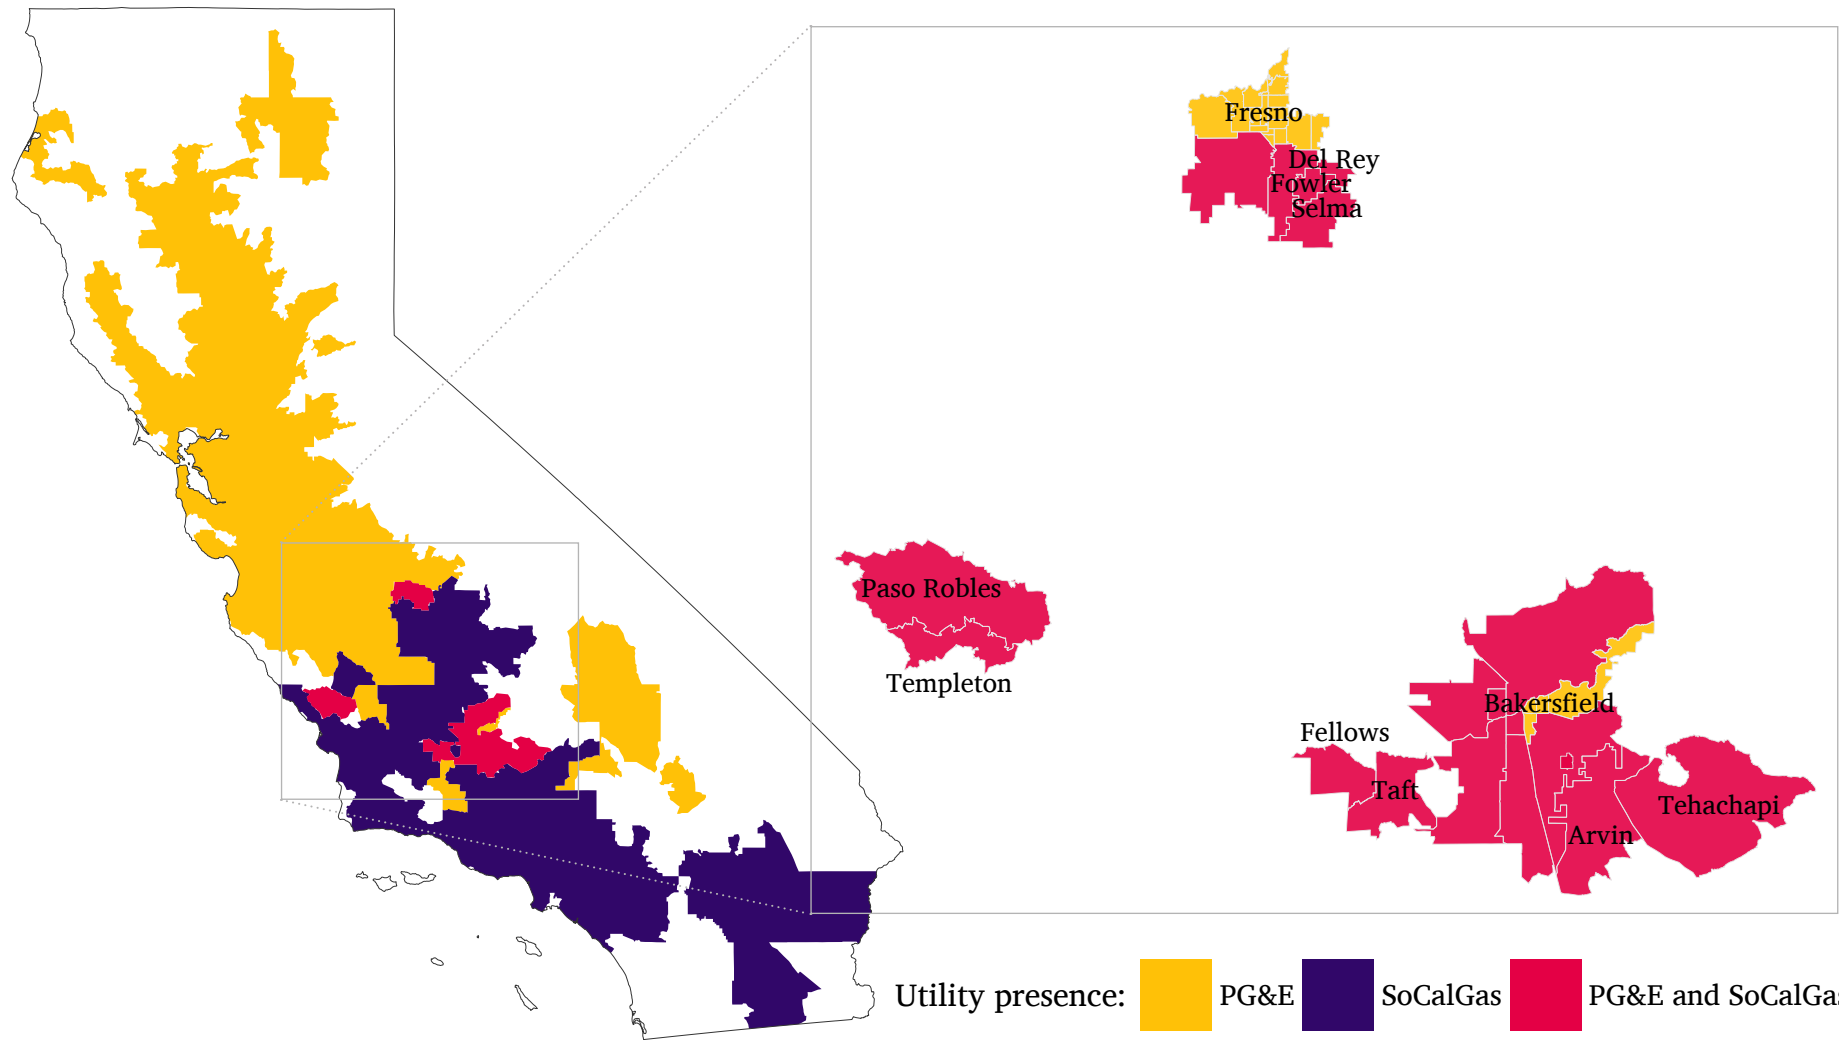 Fresno
Del Rey
Fowler
Selma
Paso Robles
Templeton
Bakersfield
Fellows
Taft
Tehachapi
Arvin
Utility presence: PG&E SoCalGas PG&E and SoCalGas